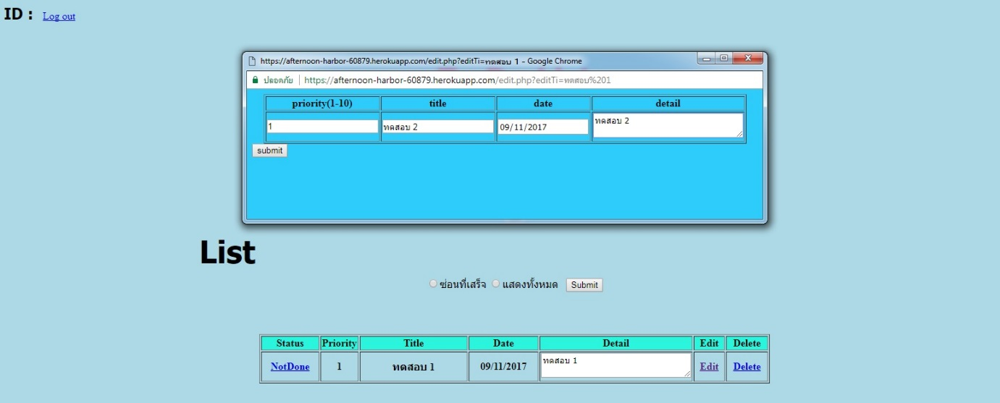 ID : Log out
https://afternoon-harbor-60879.herokuapp.com/edit.php?editTi=ทดสอบ 1 - Google Chrome
ปลอดภัย | https://afternoon-harbor-60879.herokuapp.com/edit.php?editTi=ทดสอบ%201
priority(1-10) title date detail
1 ทดสอบ 2 09/11/2017 ทดสอบ 2
submit
List
ซ่อนที่เสร็จ แสดงทั้งหมด Submit
Status Priority Title Date Detail Edit Delete
NotDone 1 ทดสอบ 1 09/11/2017 ทดสอบ 1 Edit Delete